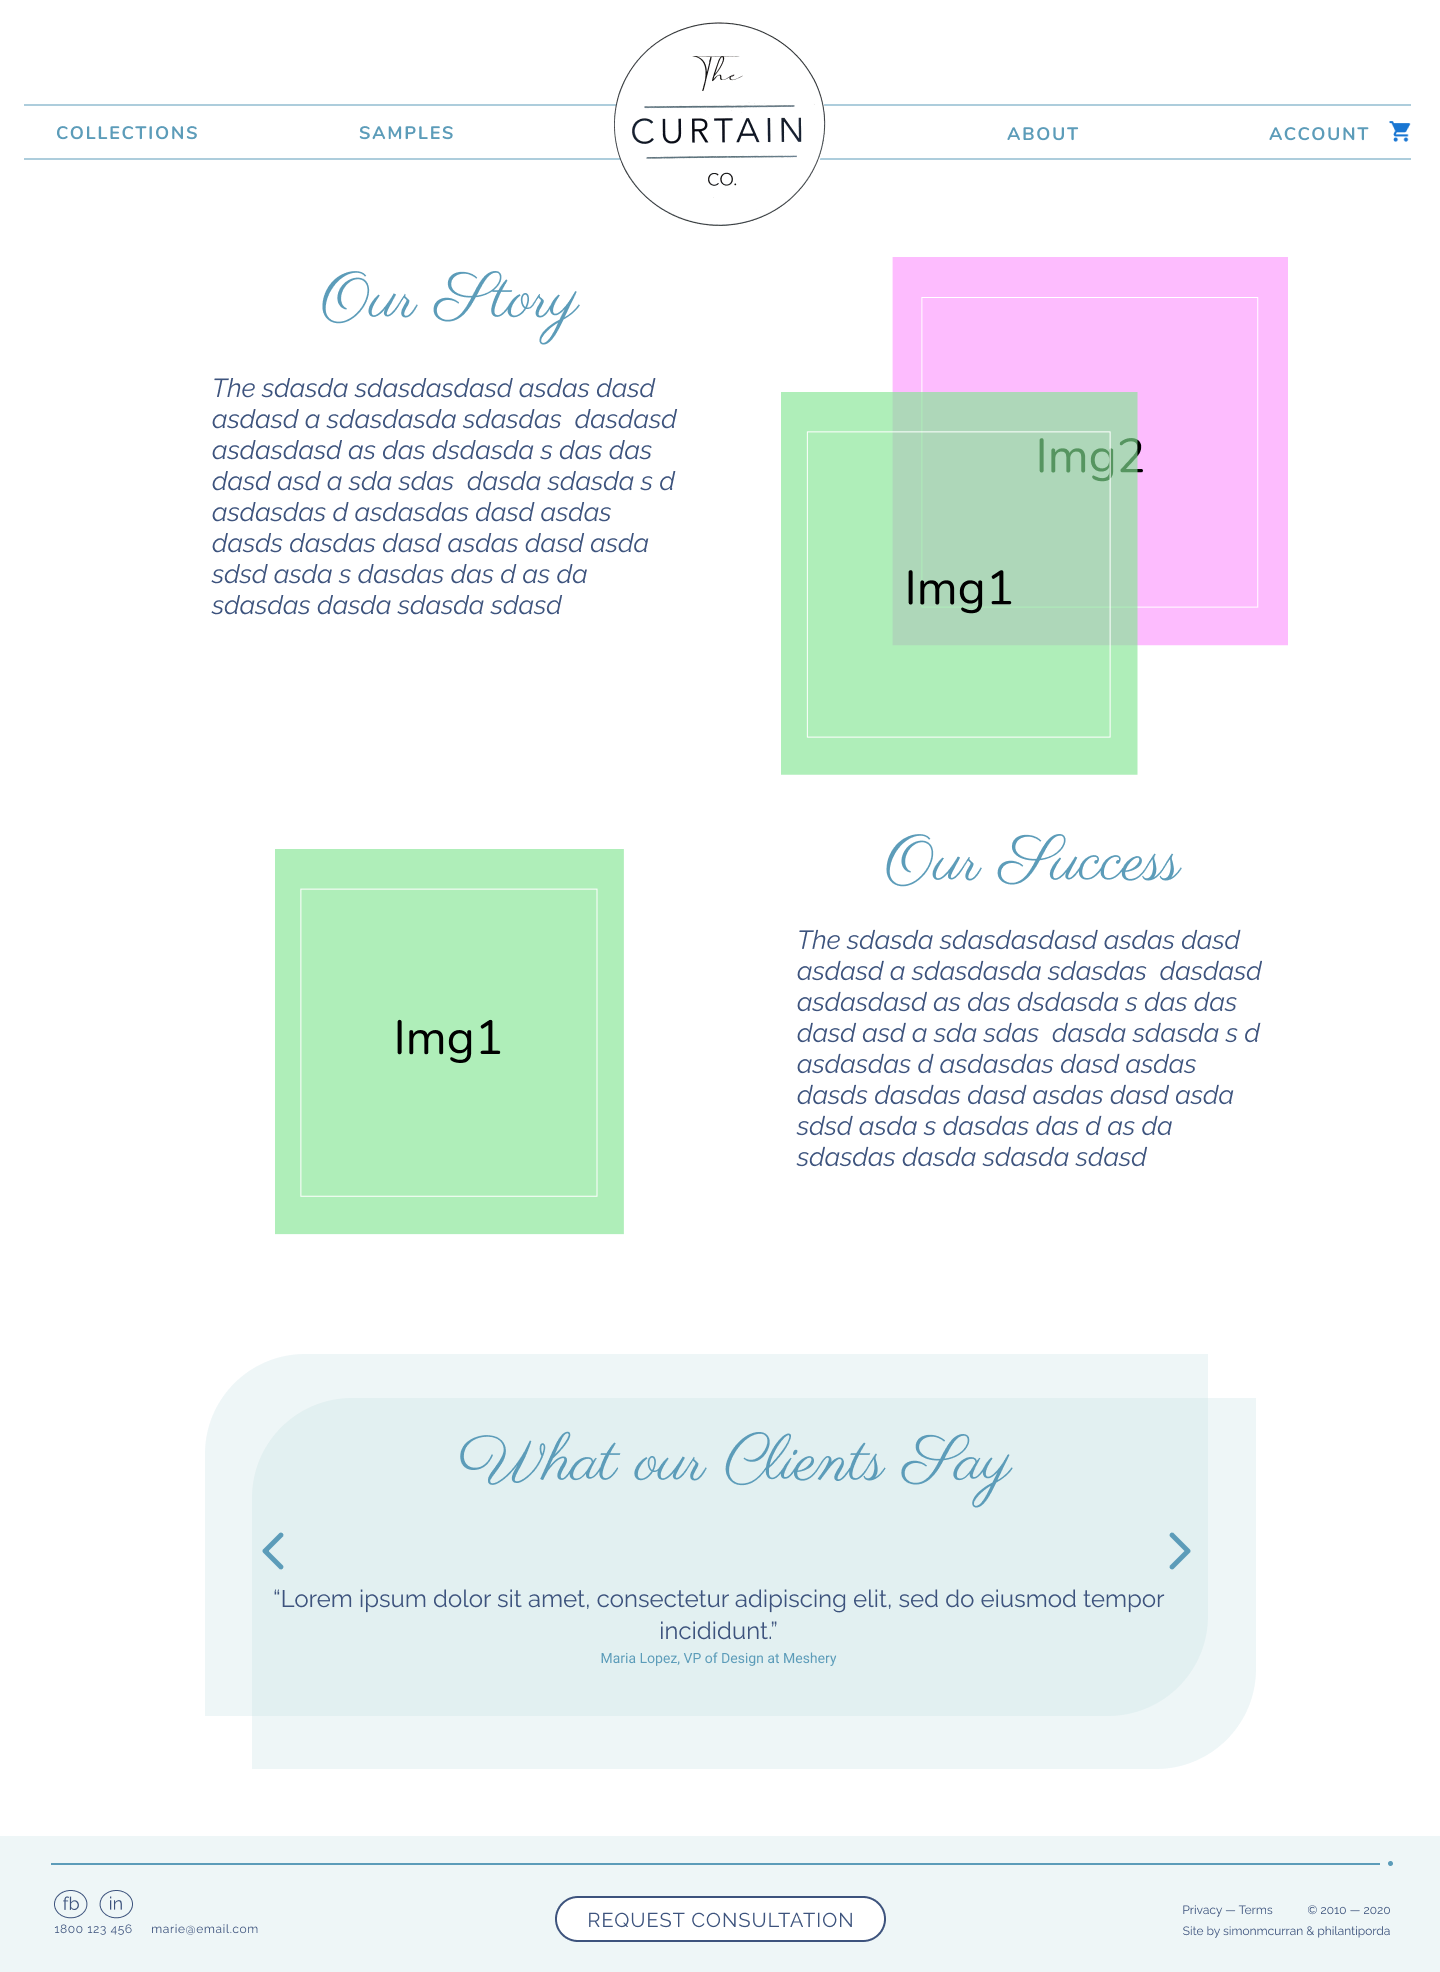 The
CURTAIN
CO.
COLLECTIONS SAMPLES ABOUT ACCOUNT
Our Story
The sdasda sdasdasdasd asdas dasd
asdasd a sdasdasda sdasdas  dasdasd
asdasdasd as das dsdasda s das das
dasd asd a sda sdas  dasda sdasda s d
asdasdas d asdasdas dasd asdas
dasds dasdas dasd asdas dasd asda
sdsd asda s dasdas das d as da
sdasdas dasda sdasda sdasd
Img2
Img1
Img1
Our Success
The sdasda sdasdasdasd asdas dasd
asdasd a sdasdasda sdasdas  dasdasd
asdasdasd as das dsdasda s das das
dasd asd a sda sdas  dasda sdasda s d
asdasdas d asdasdas dasd asdas
dasds dasdas dasd asdas dasd asda
sdsd asda s dasdas das d as da
sdasdas dasda sdasda sdasd
What our Clients Say
“Lorem ipsum dolor sit amet, consectetur adipiscing elit, sed do eiusmod tempor
incididunt.”
Maria Lopez, VP of Design at Meshery
fb in
1800 123 456 marie@email.com
REQUEST CONSULTATION
Privacy — Terms © 2010 — 2020
Site by simonmcurran & philantiporda